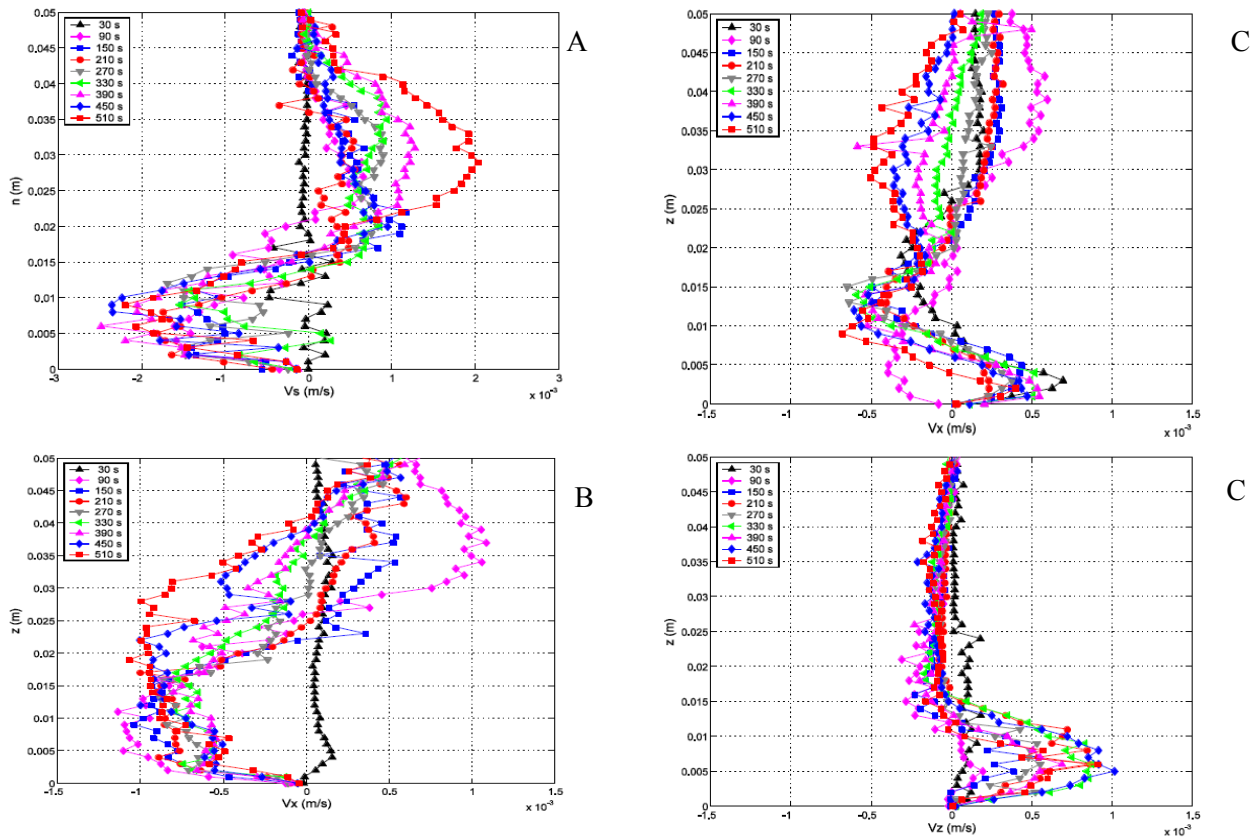 A
30 s
90 s
150 s
210 s
270 s
330 s
390 s
450 s
510 s
0.05
0.045
0.04
0.035
0.03
0.025
0.02
0.015
0.01
0.005
0
n (m)
-3 -2 -1 0 1 2 3
Vs (m/s)
x 10⁻³
C
30 s
90 s
150 s
210 s
270 s
330 s
390 s
450 s
510 s
0.05
0.045
0.04
0.035
0.03
0.025
0.02
0.015
0.01
0.005
0
z (m)
-1.5 -1 -0.5 0 0.5 1 1.5
Vx (m/s)
x 10⁻³
B
30 s
90 s
150 s
210 s
270 s
330 s
390 s
450 s
510 s
0.05
0.045
0.04
0.035
0.03
0.025
0.02
0.015
0.01
0.005
0
z (m)
-1.5 -1 -0.5 0 0.5 1 1.5
Vx (m/s)
x 10⁻³
C
30 s
90 s
150 s
210 s
270 s
330 s
390 s
450 s
510 s
0.05
0.045
0.04
0.035
0.03
0.025
0.02
0.015
0.01
0.005
0
z (m)
-1.5 -1 -0.5 0 0.5 1 1.5
Vz (m/s)
x 10⁻³